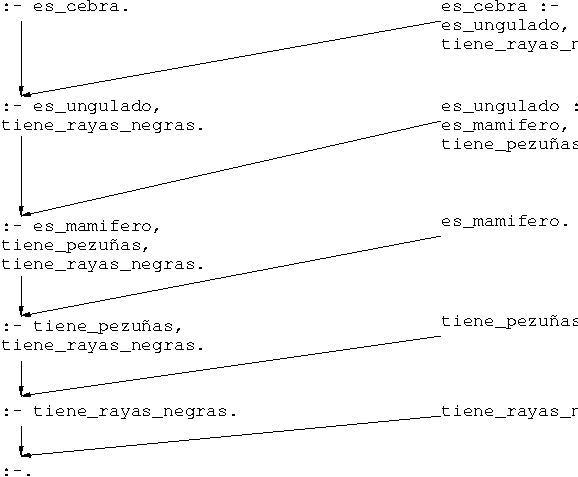 :- es_cebra.
es_cebra :-
es_ungulado,
tiene_rayas_n
:- es_ungulado,
tiene_rayas_negras.
es_ungulado :
es_mamifero,
tiene_pezuñas
:- es_mamifero,
tiene_pezuñas,
tiene_rayas_negras.
es_mamifero.
:- tiene_pezuñas,
tiene_rayas_negras.
tiene_pezuñas
:- tiene_rayas_negras.
tiene_rayas_n
:-.